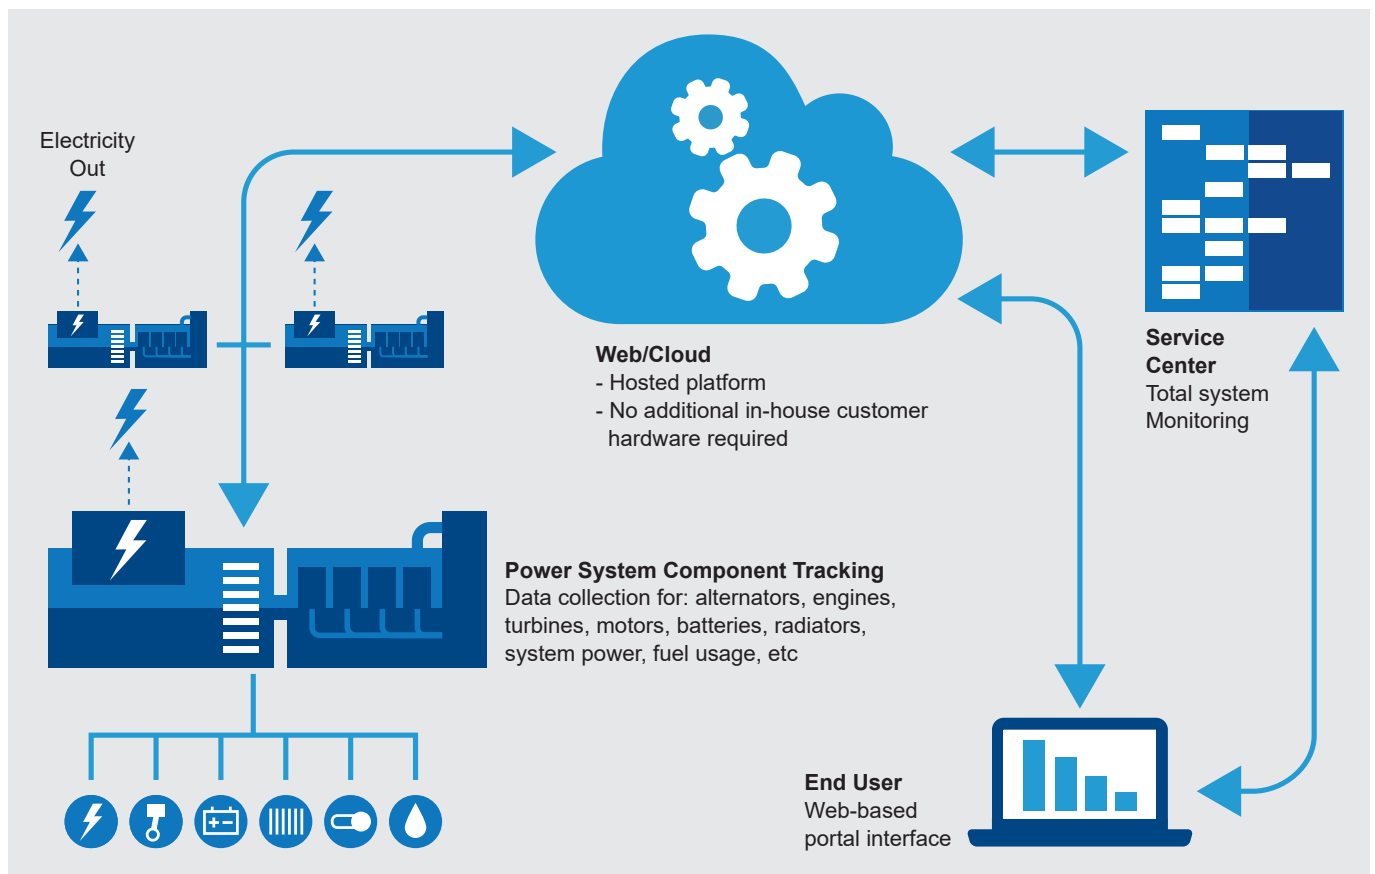 Electricity
Out
Web/Cloud
- Hosted platform
- No additional in-house customer
hardware required
Service
Center
Total system
Monitoring
Power System Component Tracking
Data collection for: alternators, engines,
turbines, motors, batteries, radiators,
system power, fuel usage, etc
End User
Web-based
portal interface